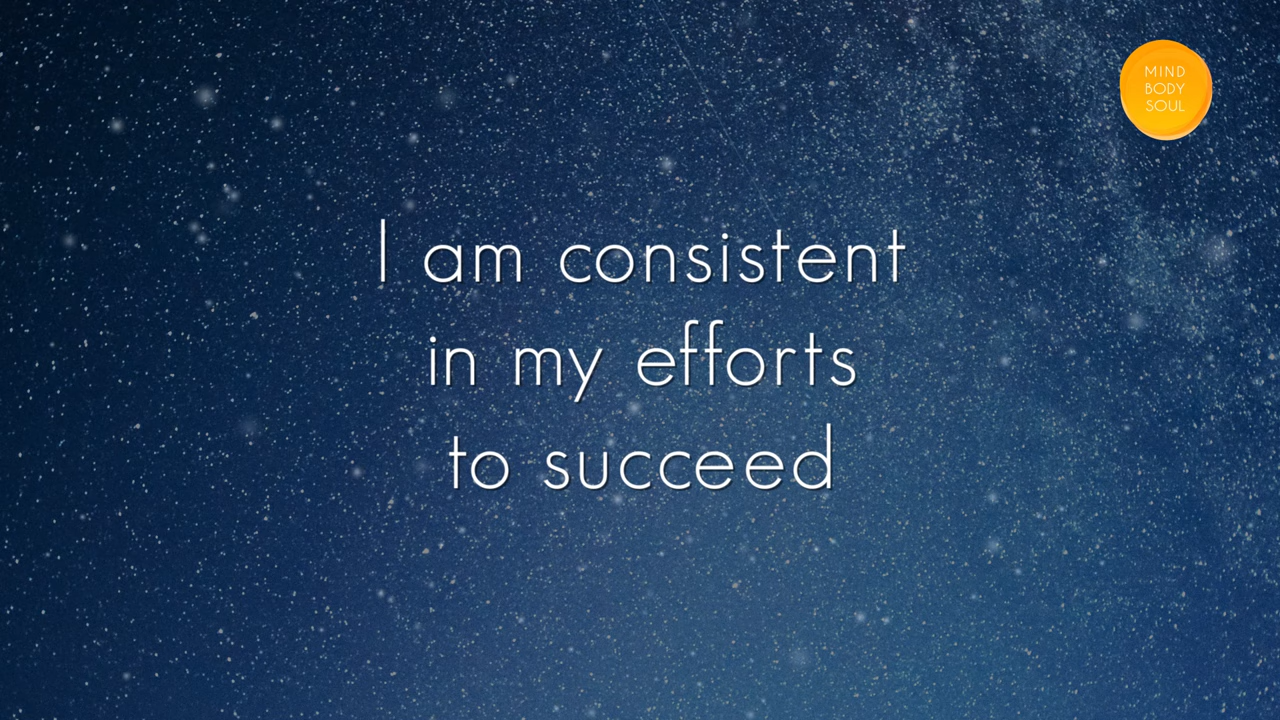 MIND
BODY
SOUL
I am consistent
in my efforts
to succeed